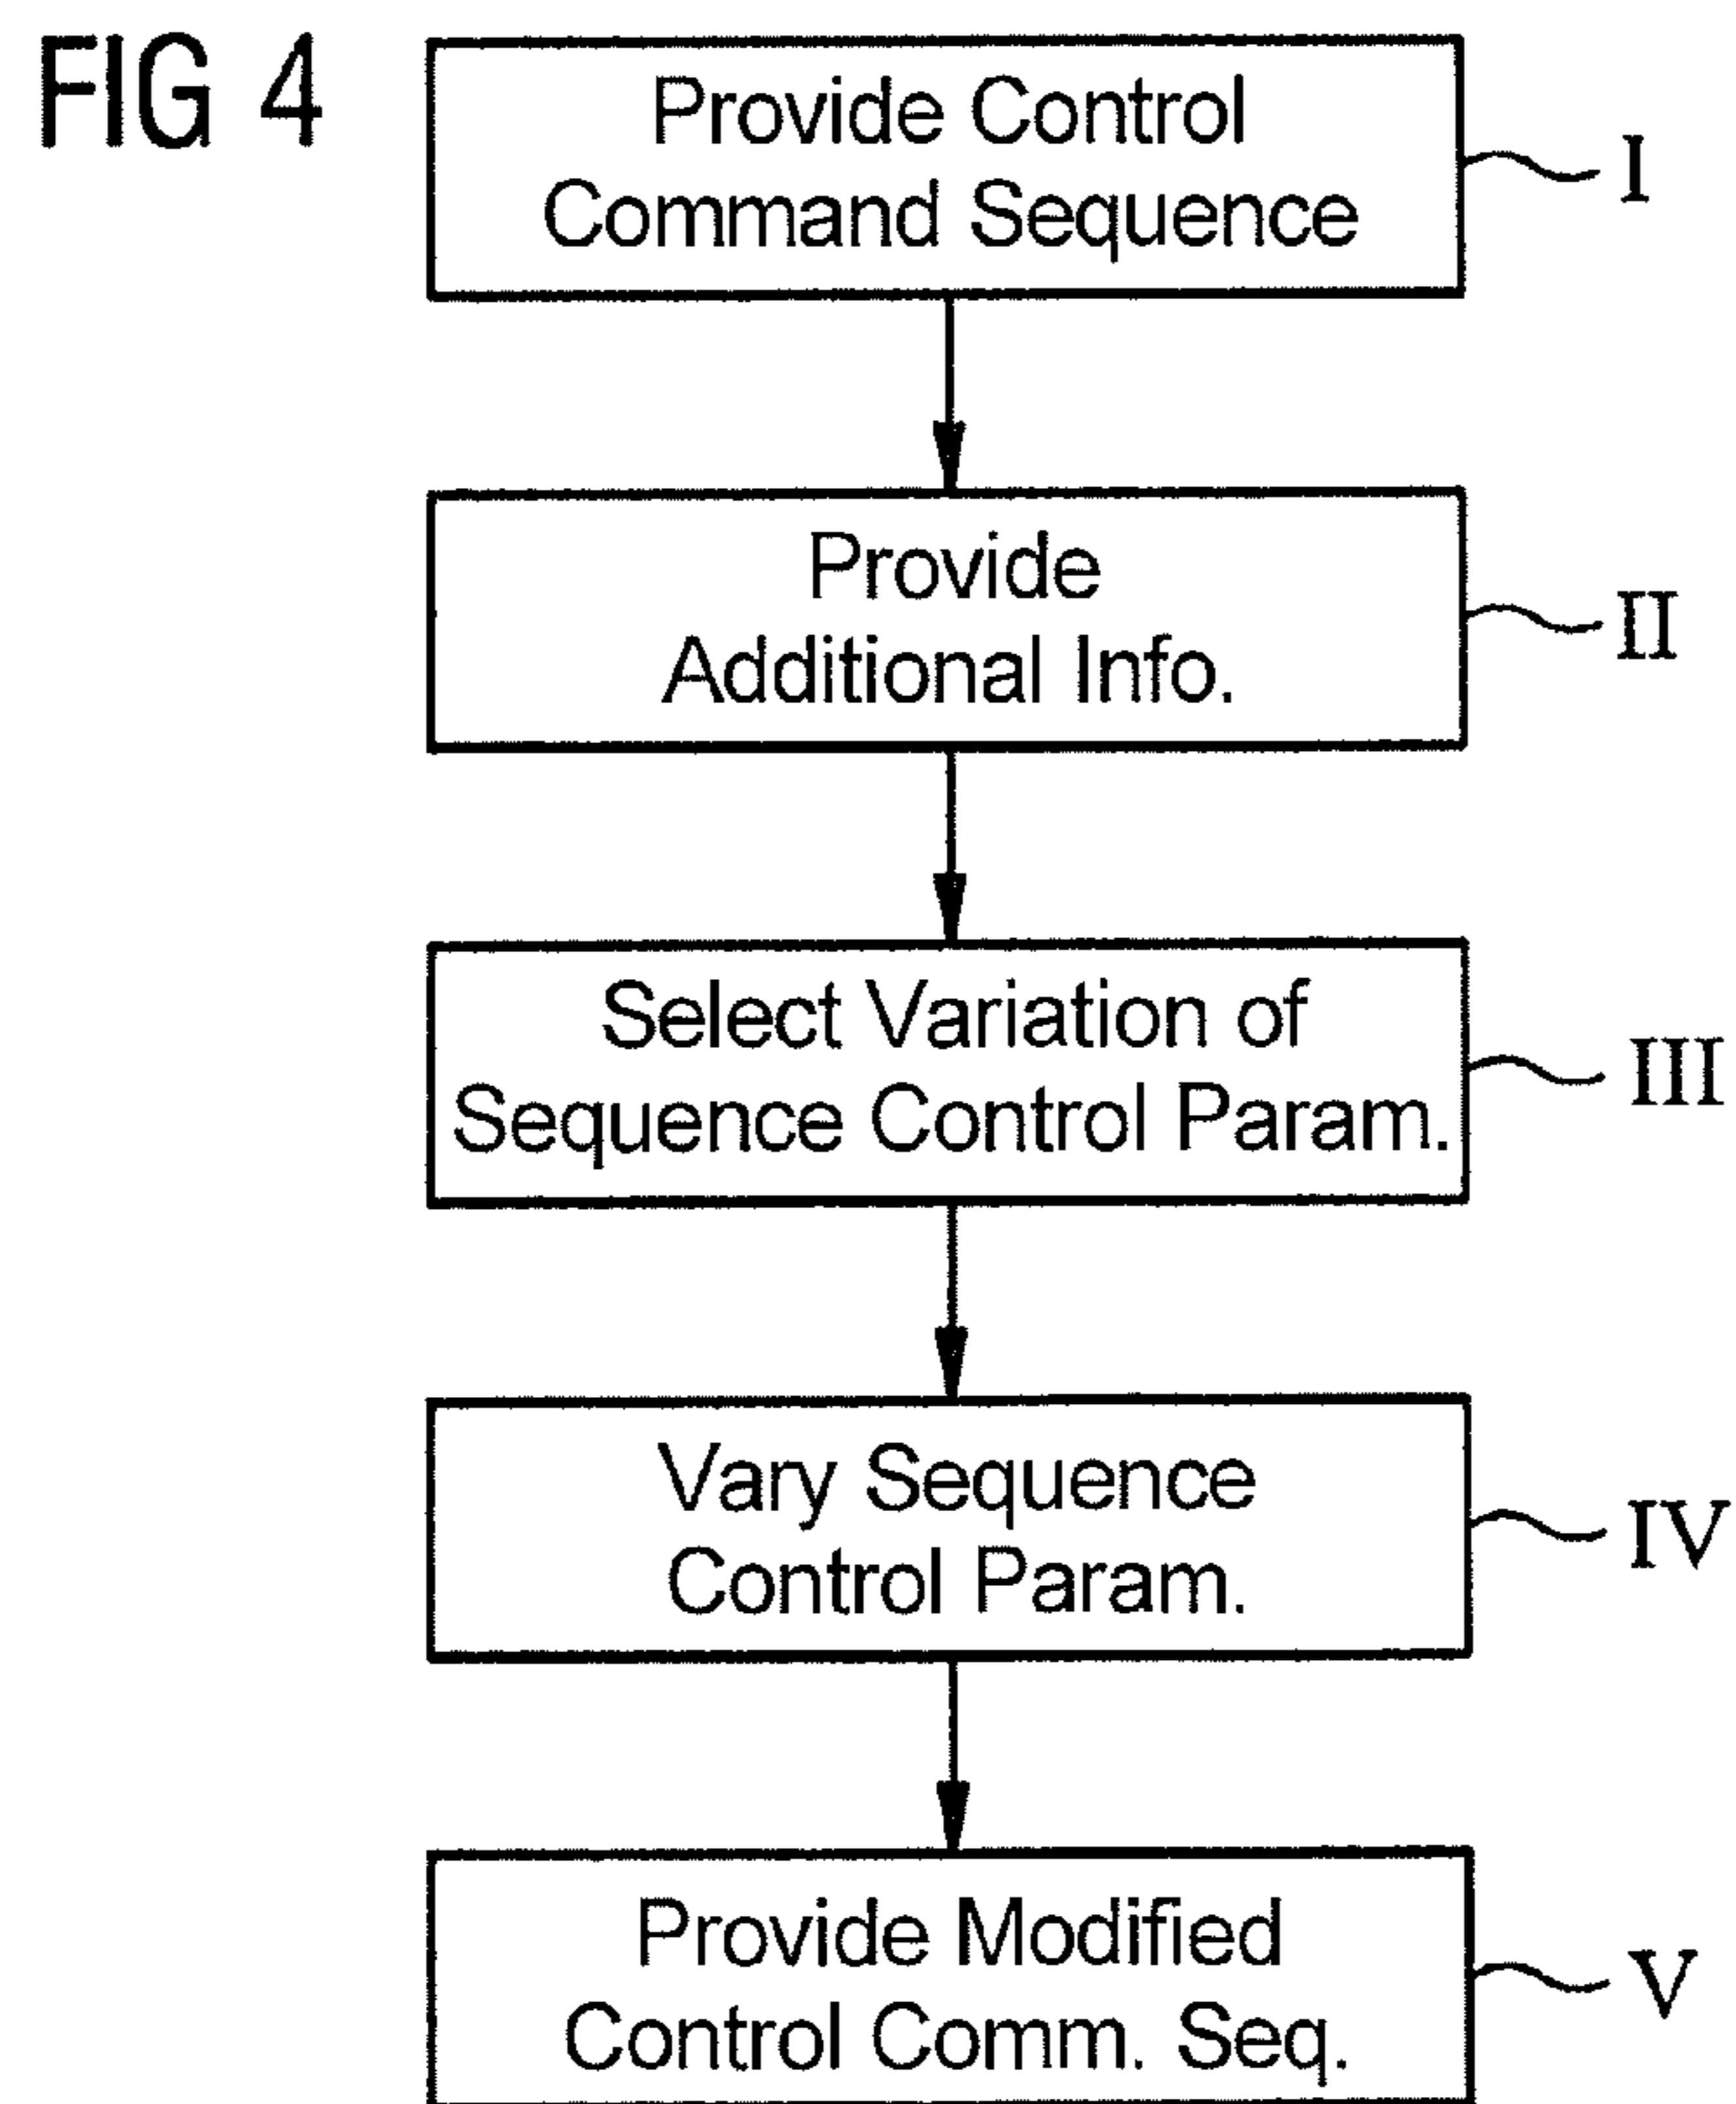 FIG 4
Provide Control
Command Sequence
I
Provide
Additional Info.
II
Select Variation of
Sequence Control Param.
III
Vary Sequence
Control Param.
IV
Provide Modified
Control Comm. Seq.
V